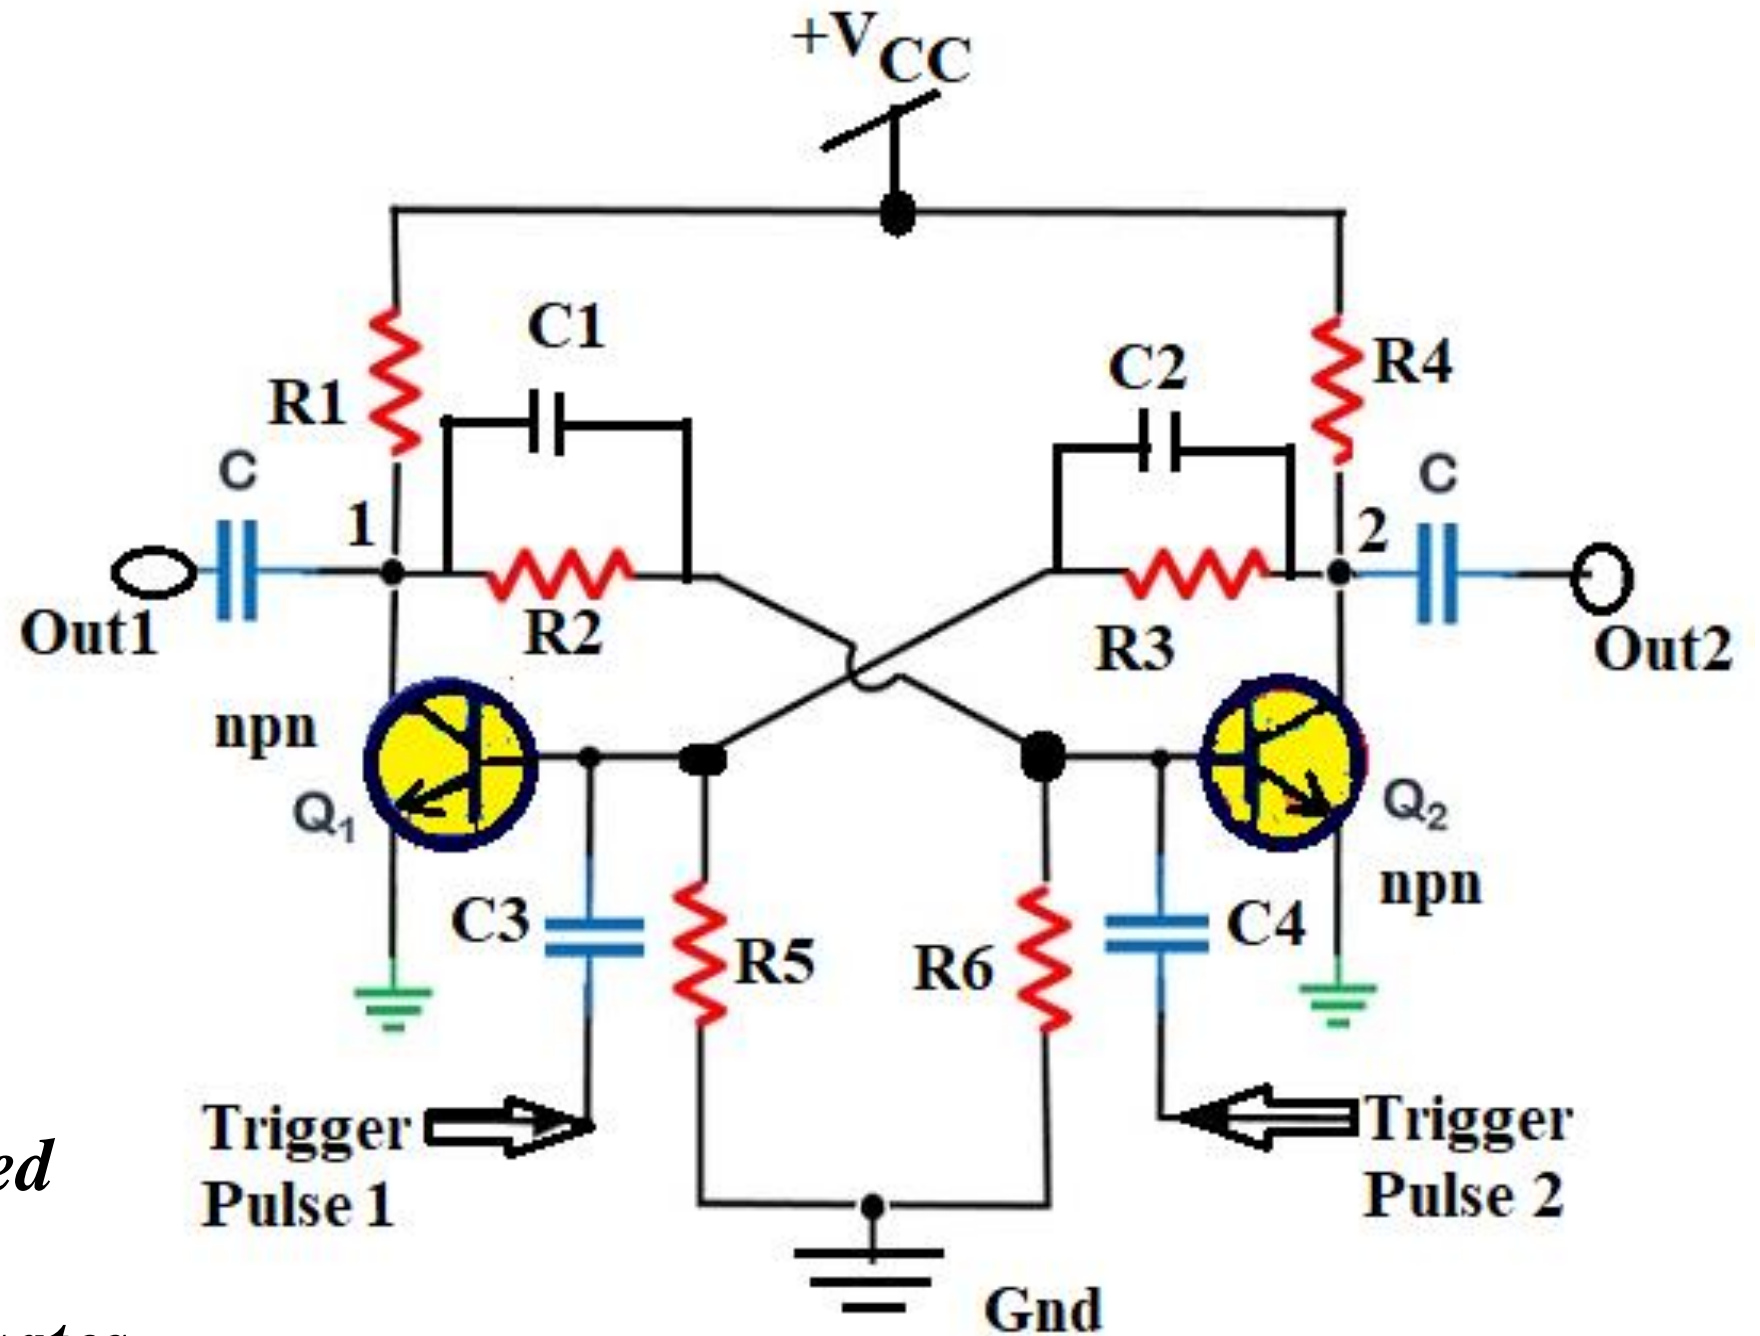 +VCC
C1
C2
R4
R1
C
C
1
2
Out1
R2
R3
Out2
npn
Q1
Q2
npn
C3
C4
R5
R6
Trigger
Pulse 1
Trigger
Pulse 2
ed
Gnd